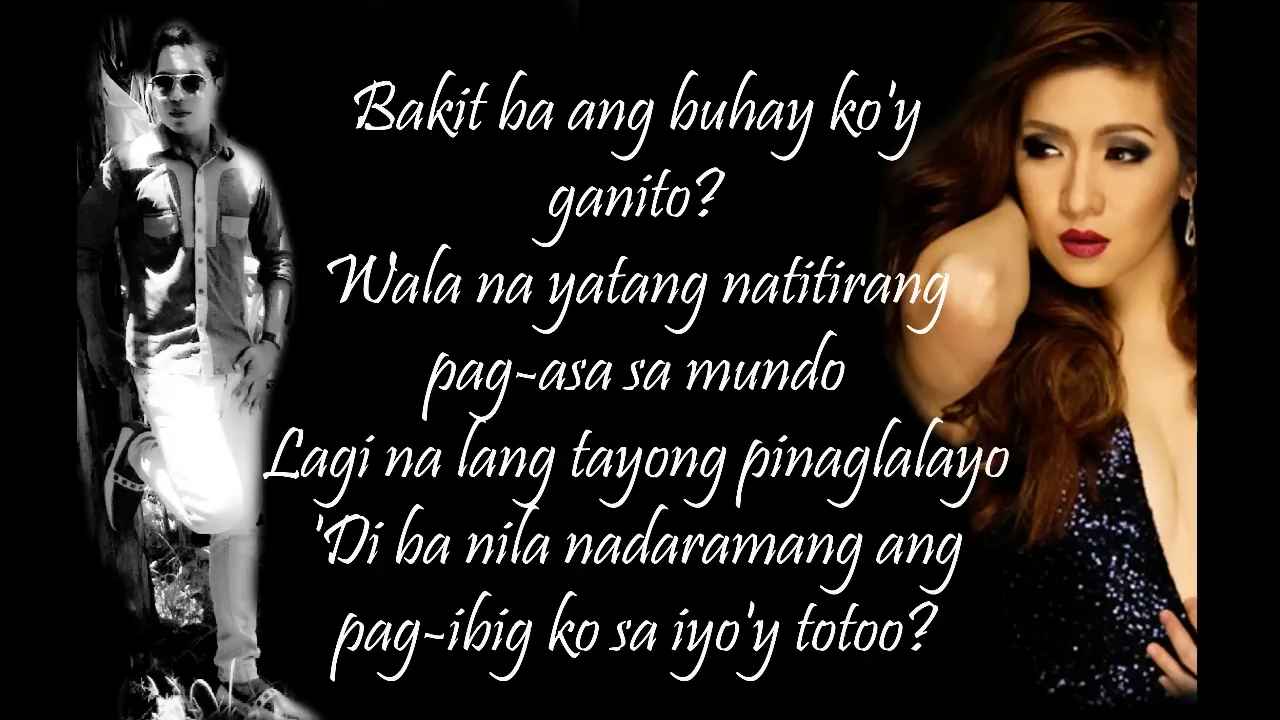 Bakit ba ang buhay ko'y
ganito?
Wala na yatang natitirang
pag-asa sa mundo
Lagi na lang tayong pinaglalayo
'Di ba nila nadaramang ang
pag-ibig ko sa iyo'y totoo?